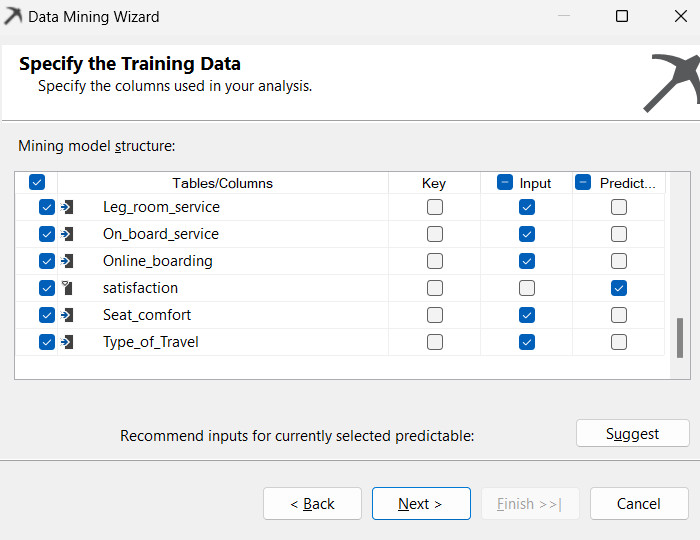 Data Mining Wizard
Specify the Training Data
Specify the columns used in your analysis.
Mining model structure:
Tables/Columns Key Input Predict...
Leg_room_service
On_board_service
Online_boarding
satisfaction
Seat_comfort
Type_of_Travel
Recommend inputs for currently selected predictable: Suggest
< Back Next > Finish >>| Cancel